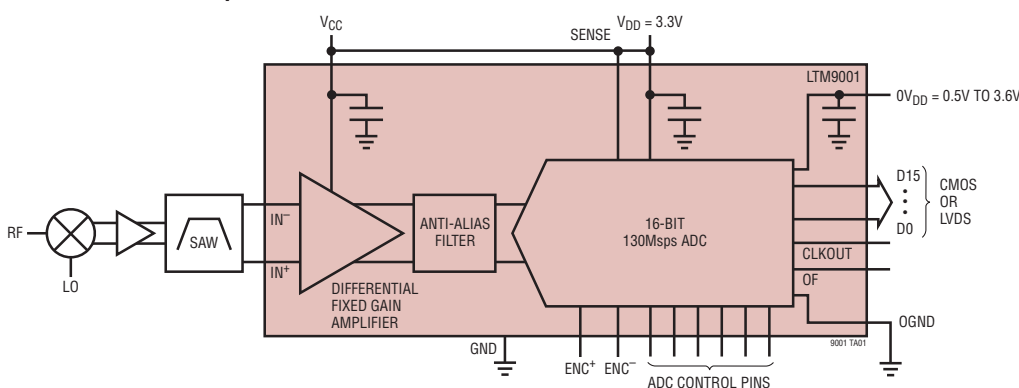 VCC
SENSE
VDD = 3.3V
LTM9001
0VDD = 0.5V TO 3.6V
RF
LO
SAW
IN–
IN+
DIFFERENTIAL
FIXED GAIN
AMPLIFIER
ANTI-ALIAS
FILTER
16-BIT
130Msps ADC
D15
D0
CMOS
OR
LVDS
CLKOUT
OF
OGND
9001 TA01
GND
ENC+
ENC–
ADC CONTROL PINS